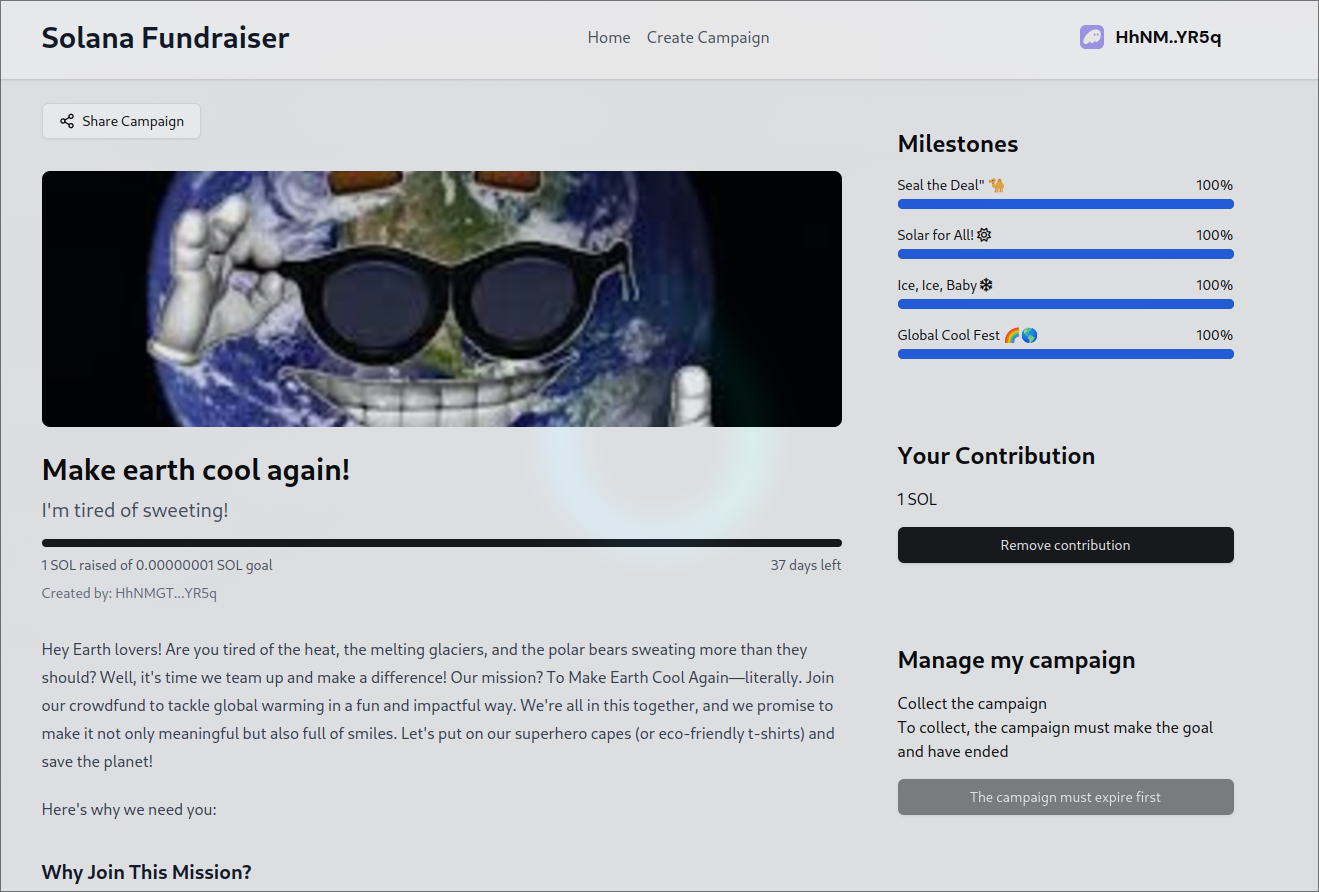 Solana Fundraiser
Home
Create Campaign
HhNM..YR5q
Share Campaign
Make earth cool again!
I'm tired of sweeting!
1 SOL raised of 0.00000001 SOL goal
37 days left
Created by: HhNMGT...YR5q
Hey Earth lovers! Are you tired of the heat, the melting glaciers, and the polar bears sweating more than they
should? Well, it's time we team up and make a difference! Our mission? To Make Earth Cool Again—literally. Join
our crowdfund to tackle global warming in a fun and impactful way. We're all in this together, and we promise to
make it not only meaningful but also full of smiles. Let's put on our superhero capes (or eco-friendly t-shirts) and
save the planet!
Here's why we need you:
Why Join This Mission?
Milestones
Seal the Deal" 🐪 100%
Solar for All! ⚙ 100%
Ice, Ice, Baby ❄ 100%
Global Cool Fest 🌈🌎 100%
Your Contribution
1 SOL
Remove contribution
Manage my campaign
Collect the campaign
To collect, the campaign must make the goal
and have ended
The campaign must expire first